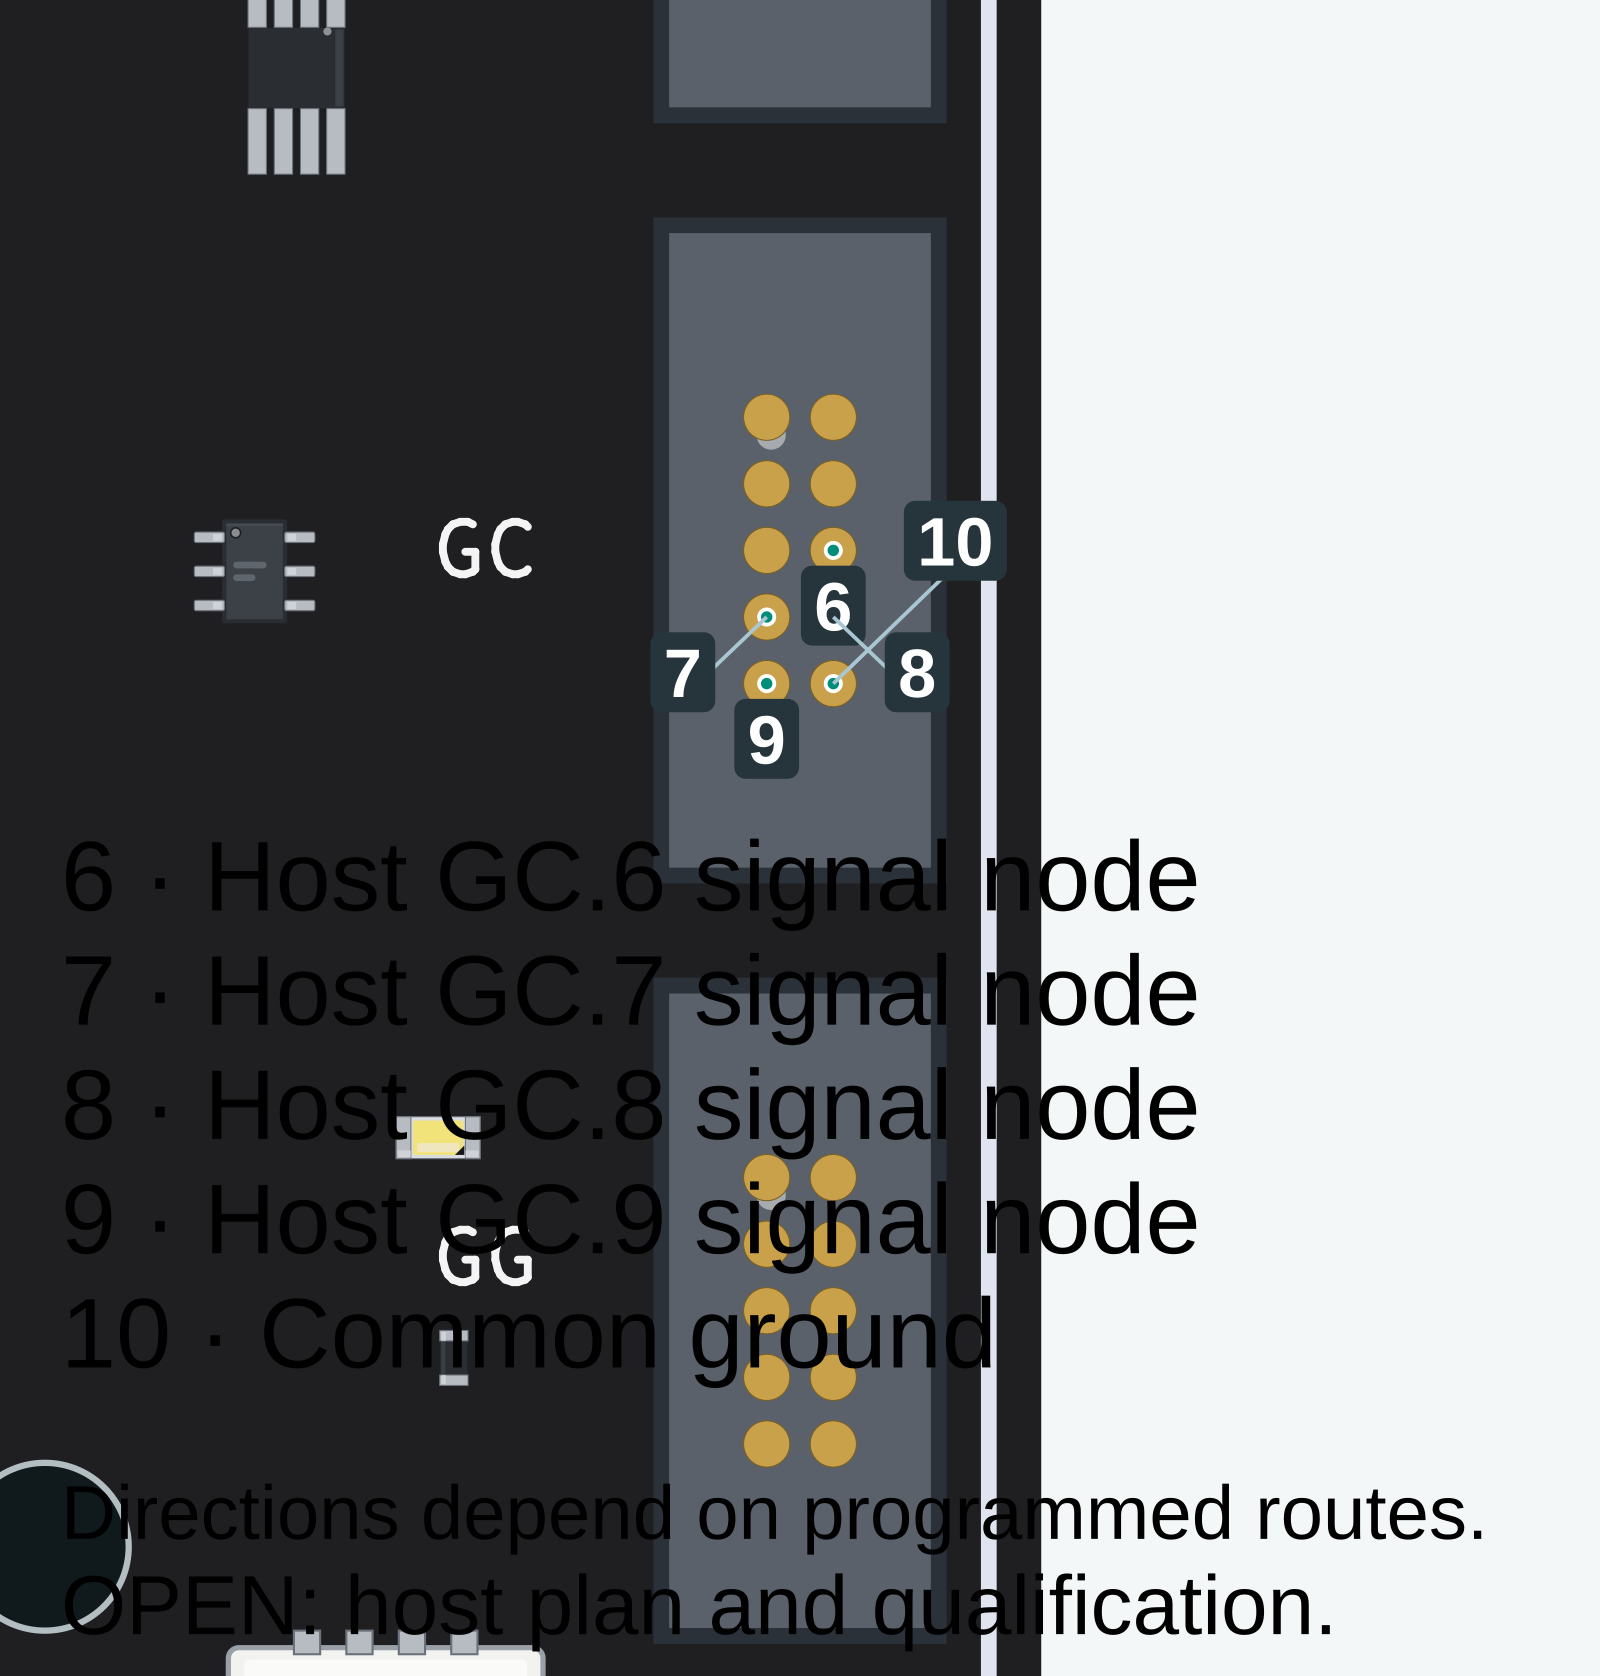 GC
10
6
7
8
9
6 · Host GC.6 signal node
7 · Host GC.7 signal node
8 · Host GC.8 signal node
9 · Host GC.9 signal node
GG
10 · Common ground
Directions depend on programmed routes.
OPEN: host plan and qualification.